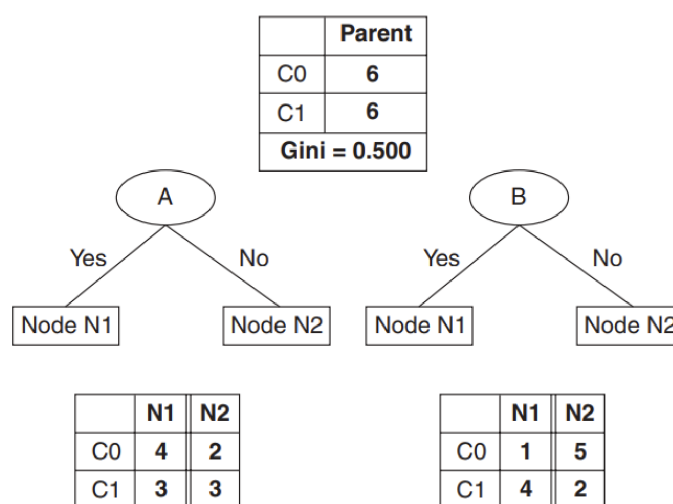 Parent
C0 6
C1 6
Gini = 0.500
A B
Yes No Yes No
Node N1 Node N2 Node N1 Node N2
N1 N2 N1 N2
C0 4 2 C0 1 5
C1 3 3 C1 4 2